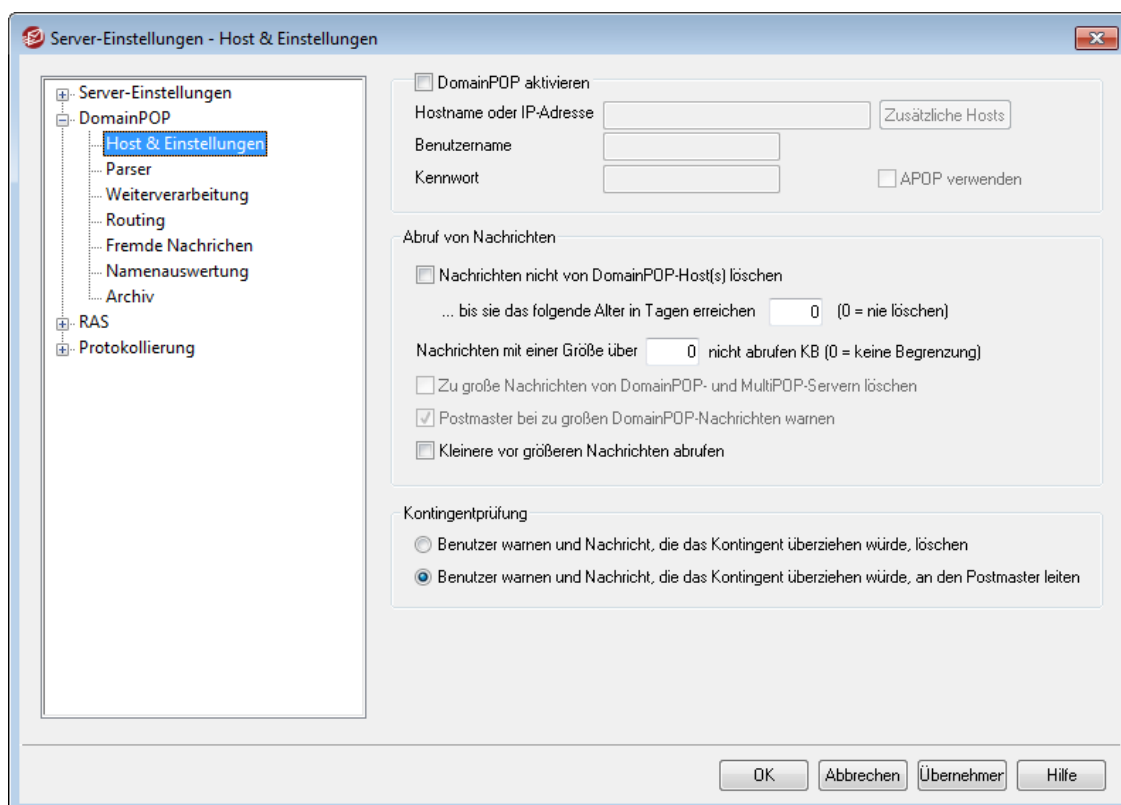 Server-Einstellungen - Host & Einstellungen
Server-Einstellungen
DomainPOP
Host & Einstellungen
Parser
Weiterverarbeitung
Routing
Fremde Nachrichen
Namenauswertung
Archiv
RAS
Protokollierung
DomainPOP aktivieren
Hostname oder IP-Adresse
Zusätzliche Hosts
Benutzername
Kennwort
APOP verwenden
Abruf von Nachrichten
Nachrichten nicht von DomainPOP-Host(s) löschen
... bis sie das folgende Alter in Tagen erreichen 0 (0 = nie löschen)
Nachrichten mit einer Größe über 0 nicht abrufen KB (0 = keine Begrenzung)
Zu große Nachrichten von DomainPOP- und MultiPOP-Servern löschen
Postmaster bei zu großen DomainPOP-Nachrichten warnen
Kleinere vor größeren Nachrichten abrufen
Kontingentprüfung
Benutzer warnen und Nachricht, die das Kontingent überziehen würde, löschen
Benutzer warnen und Nachricht, die das Kontingent überziehen würde, an den Postmaster leiten
OK
Abbrechen
Übernehmer
Hilfe